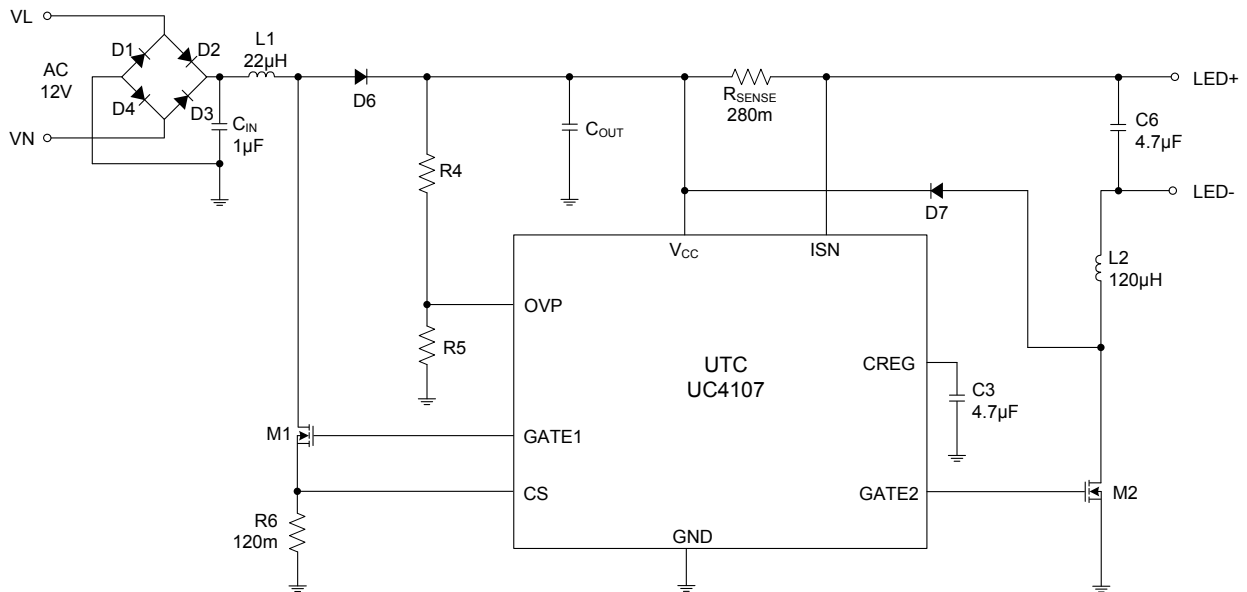 VL
D1
D2
AC
12V
D4
D3
VN
CIN
1µF
L1
22µH
D6
R4
R5
COUT
RSENSE
280m
LED+
C6
4.7µF
LED-
D7
L2
120µH
VCC
ISN
OVP
UTC
UC4107
CREG
C3
4.7µF
M1
GATE1
CS
GATE2
M2
R6
120m
GND